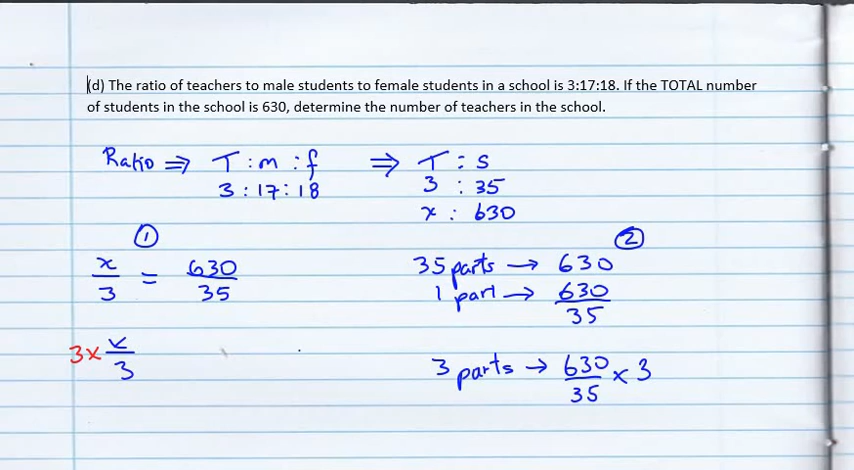 (d) The ratio of teachers to male students to female students in a school is 3:17:18. If the TOTAL number
of students in the school is 630, determine the number of teachers in the school.
Ratio ⇒ T : m : f ⇒ T : s
3 : 17 : 18 3 : 35
x : 630
①
x/3 = 630/35
②
35 parts → 630
1 part → 630/35
3 × x/3
3 parts → 630/35 × 3